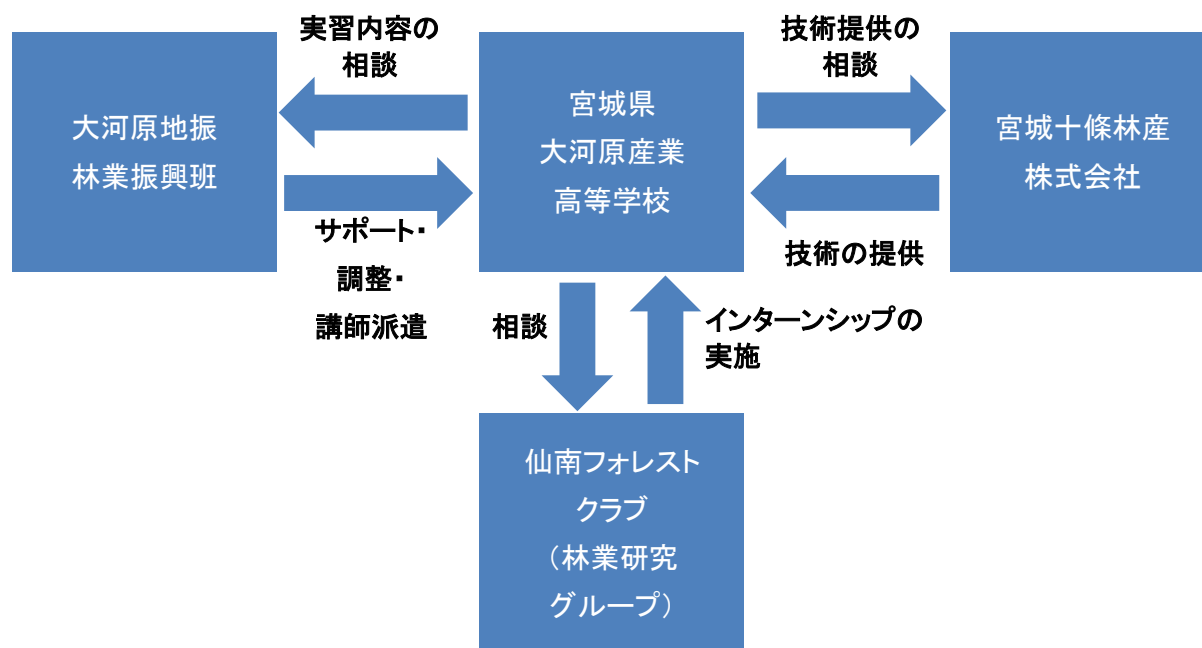 実習内容の
相談
技術提供の
相談
大河原地振
林業振興班
宮城県
大河原産業
高等学校
宮城十條林産
株式会社
サポート・
調整・
講師派遣
技術の提供
相談
インターンシップの
実施
仙南フォレスト
クラブ
（林業研究
グループ）